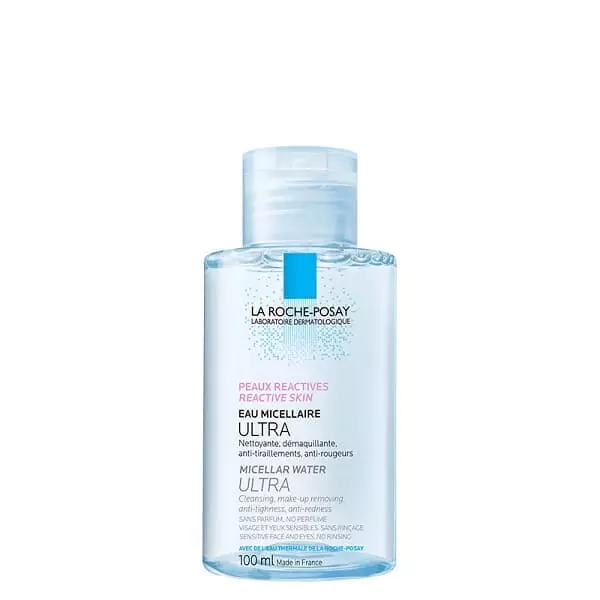 LA ROCHE-POSAY
LABORATOIRE DERMATOLOGIQUE
PEAUX REACTIVES
REACTIVE SKIN
EAU MICELLAIRE
ULTRA
Nettoyante, démaquillante,
anti-tiraillements, anti-rougeurs
MICELLAR WATER
ULTRA
Cleansing, make-up removing,
anti-tightness, anti-redness
SANS PARFUM, NO PERFUME
VISAGE ET YEUX SENSIBLES. SANS RINÇAGE
SENSITIVE FACE AND EYES, NO RINSING
AVEC DE L'EAU THERMALE DE LA ROCHE-POSAY
100 ml Made in France